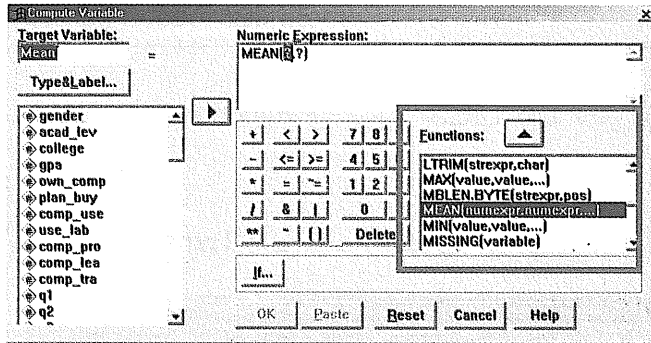 Compute Variable
Target Variable:
Mean
=
Type&Label...
Numeric Expression:
MEAN(?,?)
gender
acad_lev
college
gpa
own_comp
plan_buy
comp_use
use_lab
comp_pro
comp_lea
comp_tra
q1
q2
+ < > 7 8
- <= >= 4 5
* = ~= 1 2
/ & | 0
** ~ ( ) Delete
If...
Functions:
LTRIM(strexpr,char)
MAX(value,value,...)
MBLEN.BYTE(strexpr,pos)
MEAN(numexpr,numexpr,...)
MIN(value,value,...)
MISSING(variable)
OK Paste Reset Cancel Help